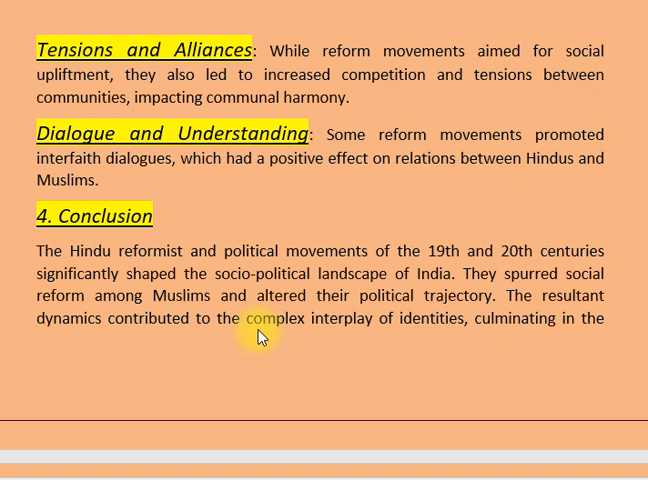 Tensions and Alliances: While reform movements aimed for social
upliftment, they also led to increased competition and tensions between
communities, impacting communal harmony.
Dialogue and Understanding: Some reform movements promoted
interfaith dialogues, which had a positive effect on relations between Hindus and
Muslims.
4. Conclusion
The Hindu reformist and political movements of the 19th and 20th centuries
significantly shaped the socio-political landscape of India. They spurred social
reform among Muslims and altered their political trajectory. The resultant
dynamics contributed to the complex interplay of identities, culminating in the